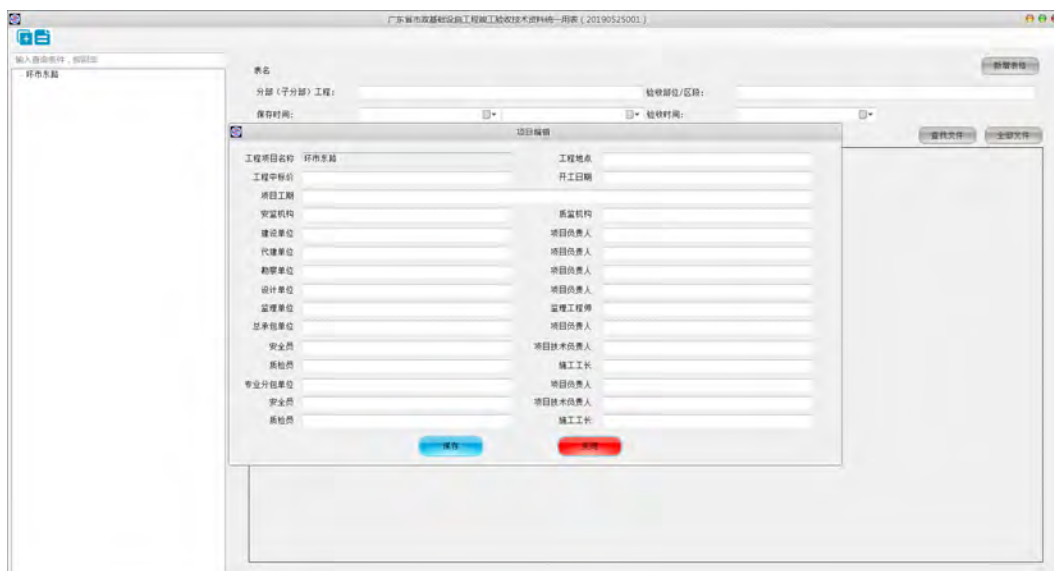 广东省市政基础设施工程竣工验收技术资料统一用表(20190525001)
输入查询条件,按回车
环市东路
表名
新增表格
分部(子分部)工程: 验收部位/区段:
保存时间: 验收时间:
查找文件 全部文件
项目编辑
工程项目名称 环市东路 工程地点
工程中标价 开工日期
项目工期
安监机构 质监机构
建设单位 项目负责人
代建单位 项目负责人
勘察单位 项目负责人
设计单位 项目负责人
监理单位 监理工程师
总承包单位 项目负责人
安全员 项目技术负责人
质检员 施工工长
专业分包单位 项目负责人
安全员 项目技术负责人
质检员 施工工长
保存 关闭